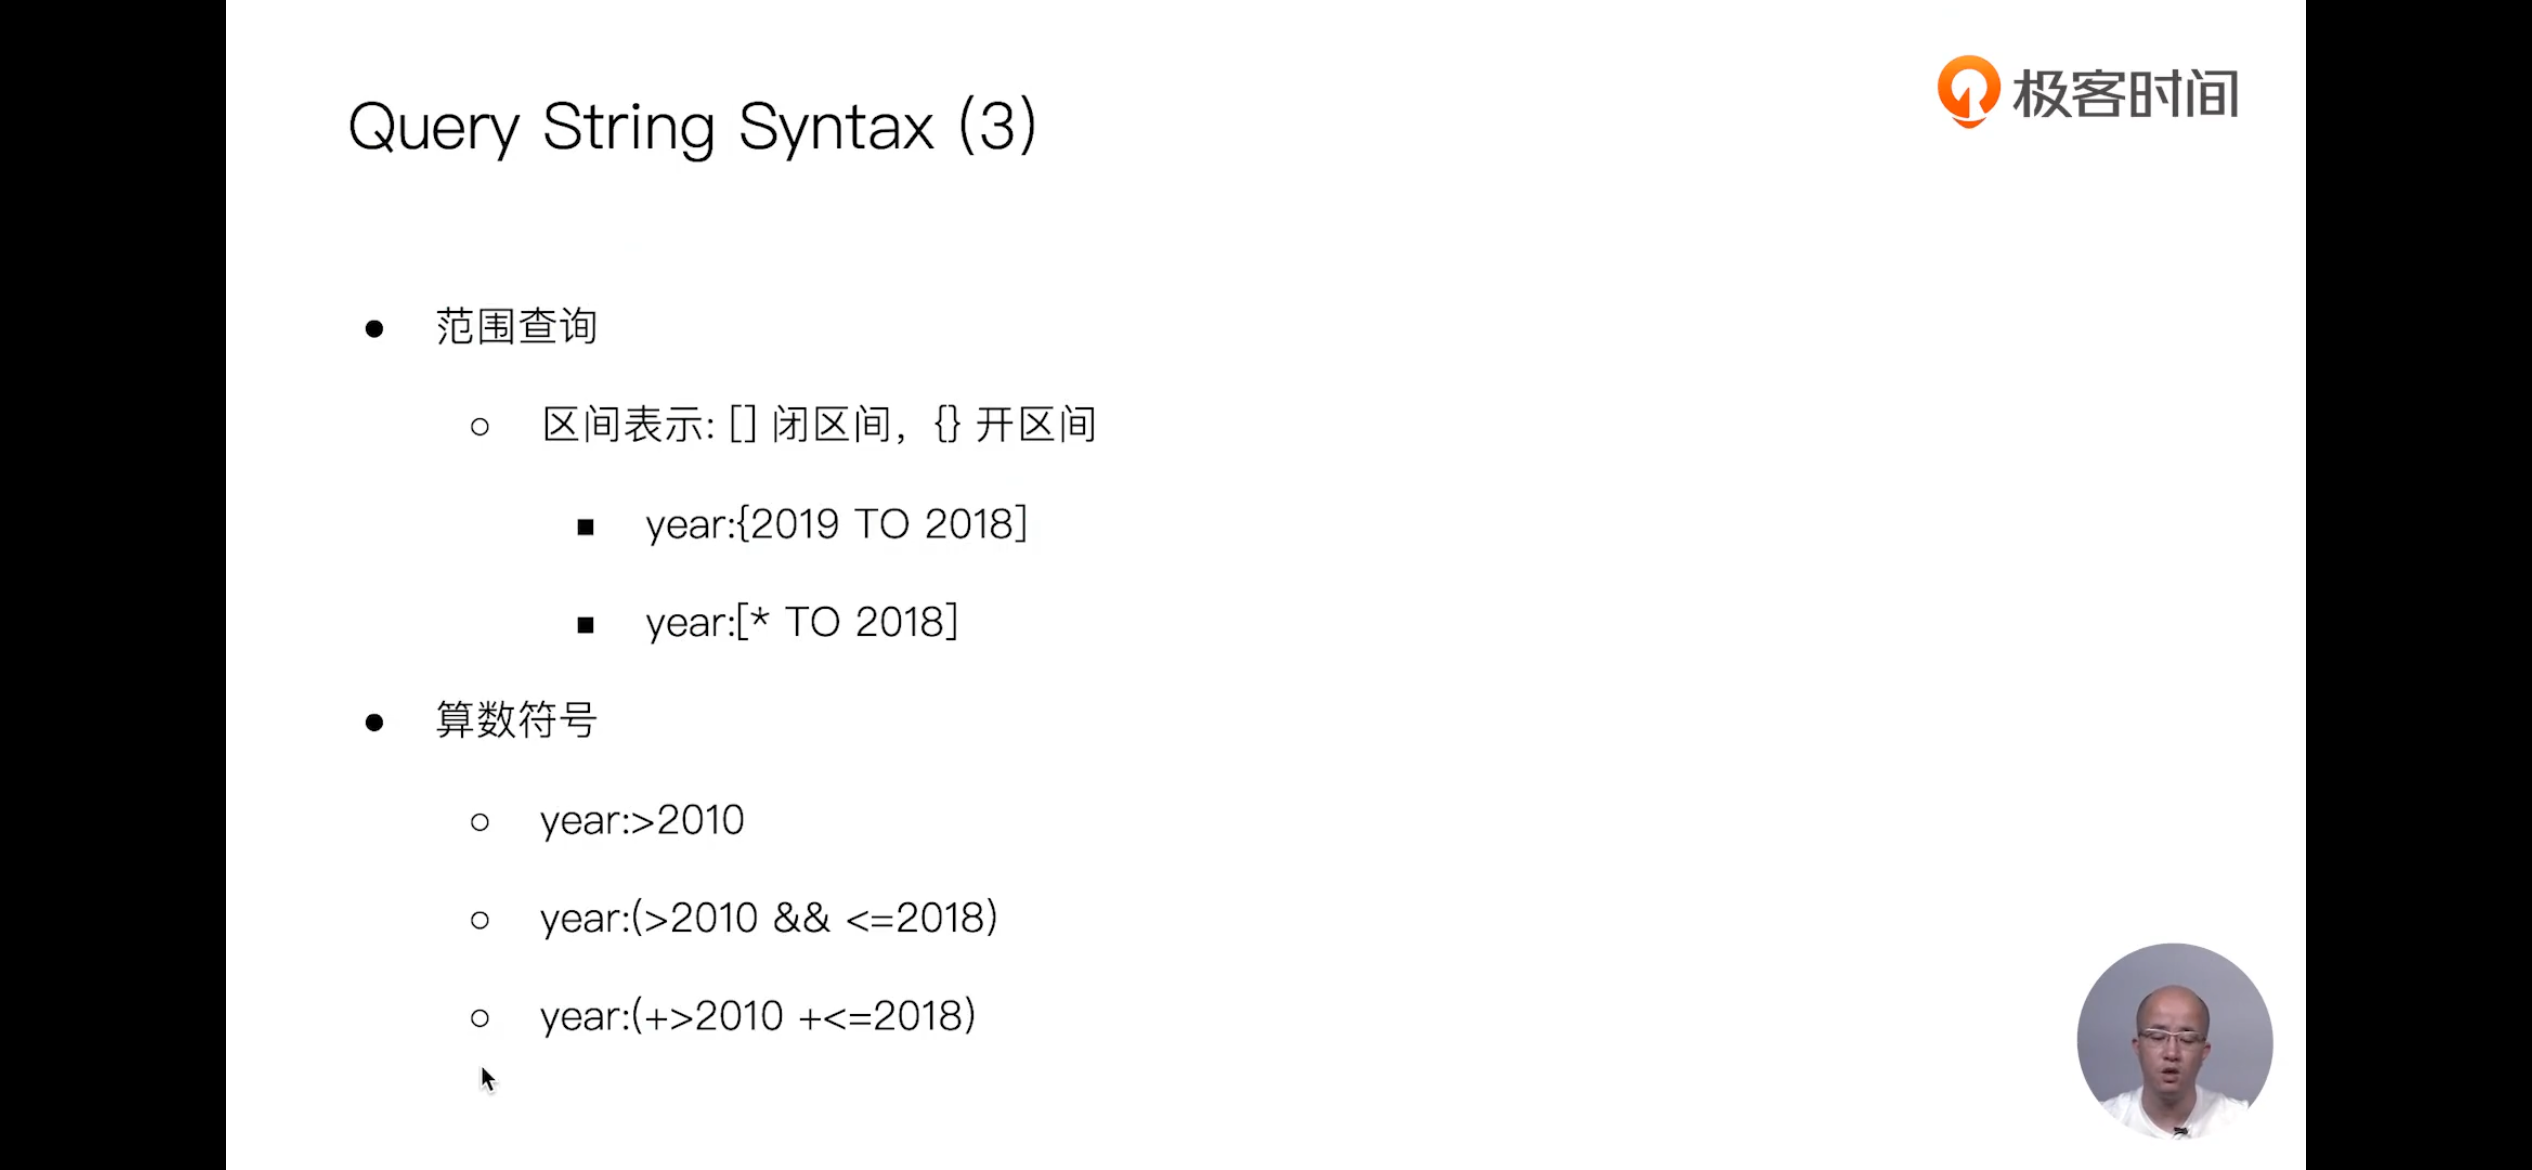 极客时间
Query String Syntax (3)
范围查询
区间表示: [] 闭区间，{} 开区间
year:{2019 TO 2018]
year:[* TO 2018]
算数符号
year:>2010
year:(>2010 && <=2018)
year:(+>2010 +<=2018)